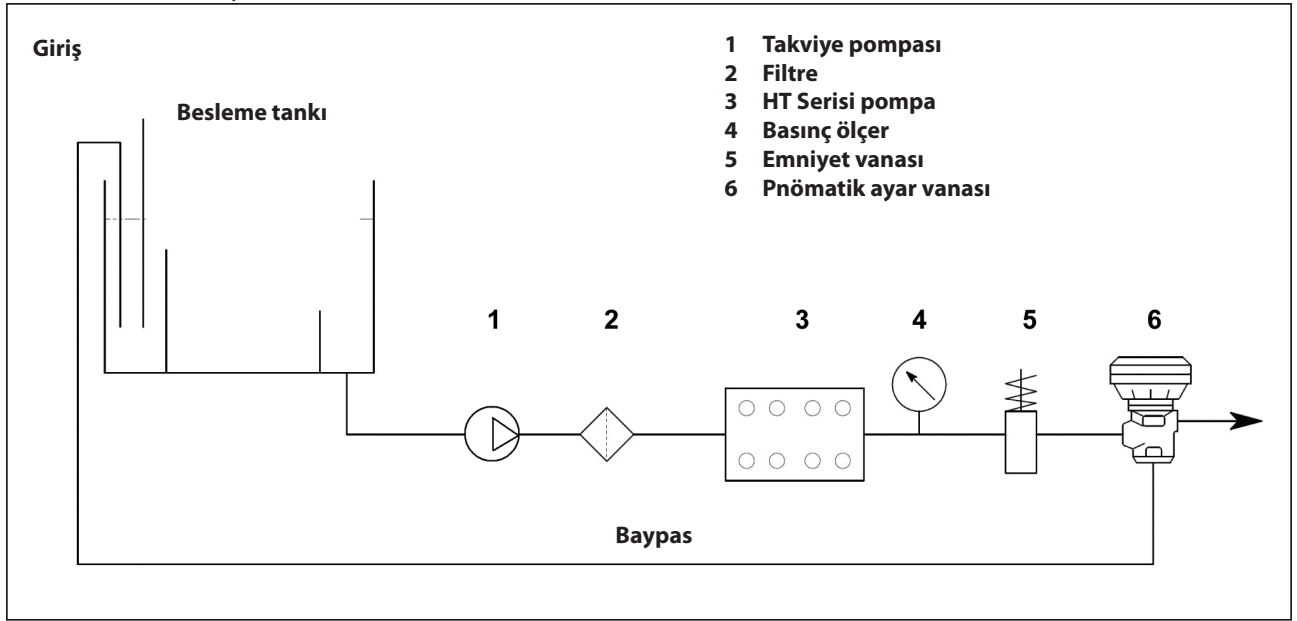 Giriş
Besleme tankı
1 Takviye pompası
2 Filtre
3 HT Serisi pompa
4 Basınç ölçer
5 Emniyet vanası
6 Pnömatik ayar vanası
1 2 3 4 5 6
Baypas